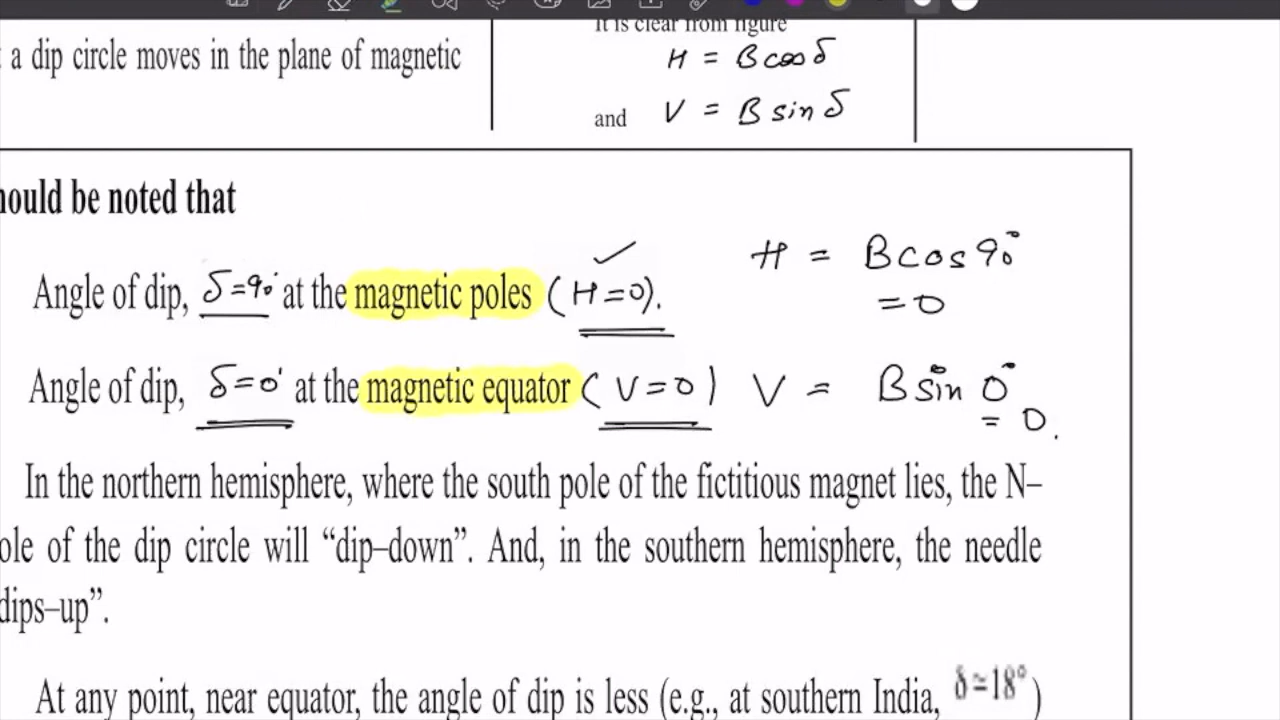 It is clear from figure
a dip circle moves in the plane of magnetic
H = B cos δ
and V = B sin δ
hould be noted that
Angle of dip, δ=90° at the magnetic poles (H=0). ✓
H = B cos 90°
= 0
Angle of dip, δ=0° at the magnetic equator (V=0)
V = B sin 0°
= 0.
In the northern hemisphere, where the south pole of the fictitious magnet lies, the N–
ole of the dip circle will “dip–down”. And, in the southern hemisphere, the needle
dips–up”.
At any point, near equator, the angle of dip is less (e.g., at southern India, δ≃18°)